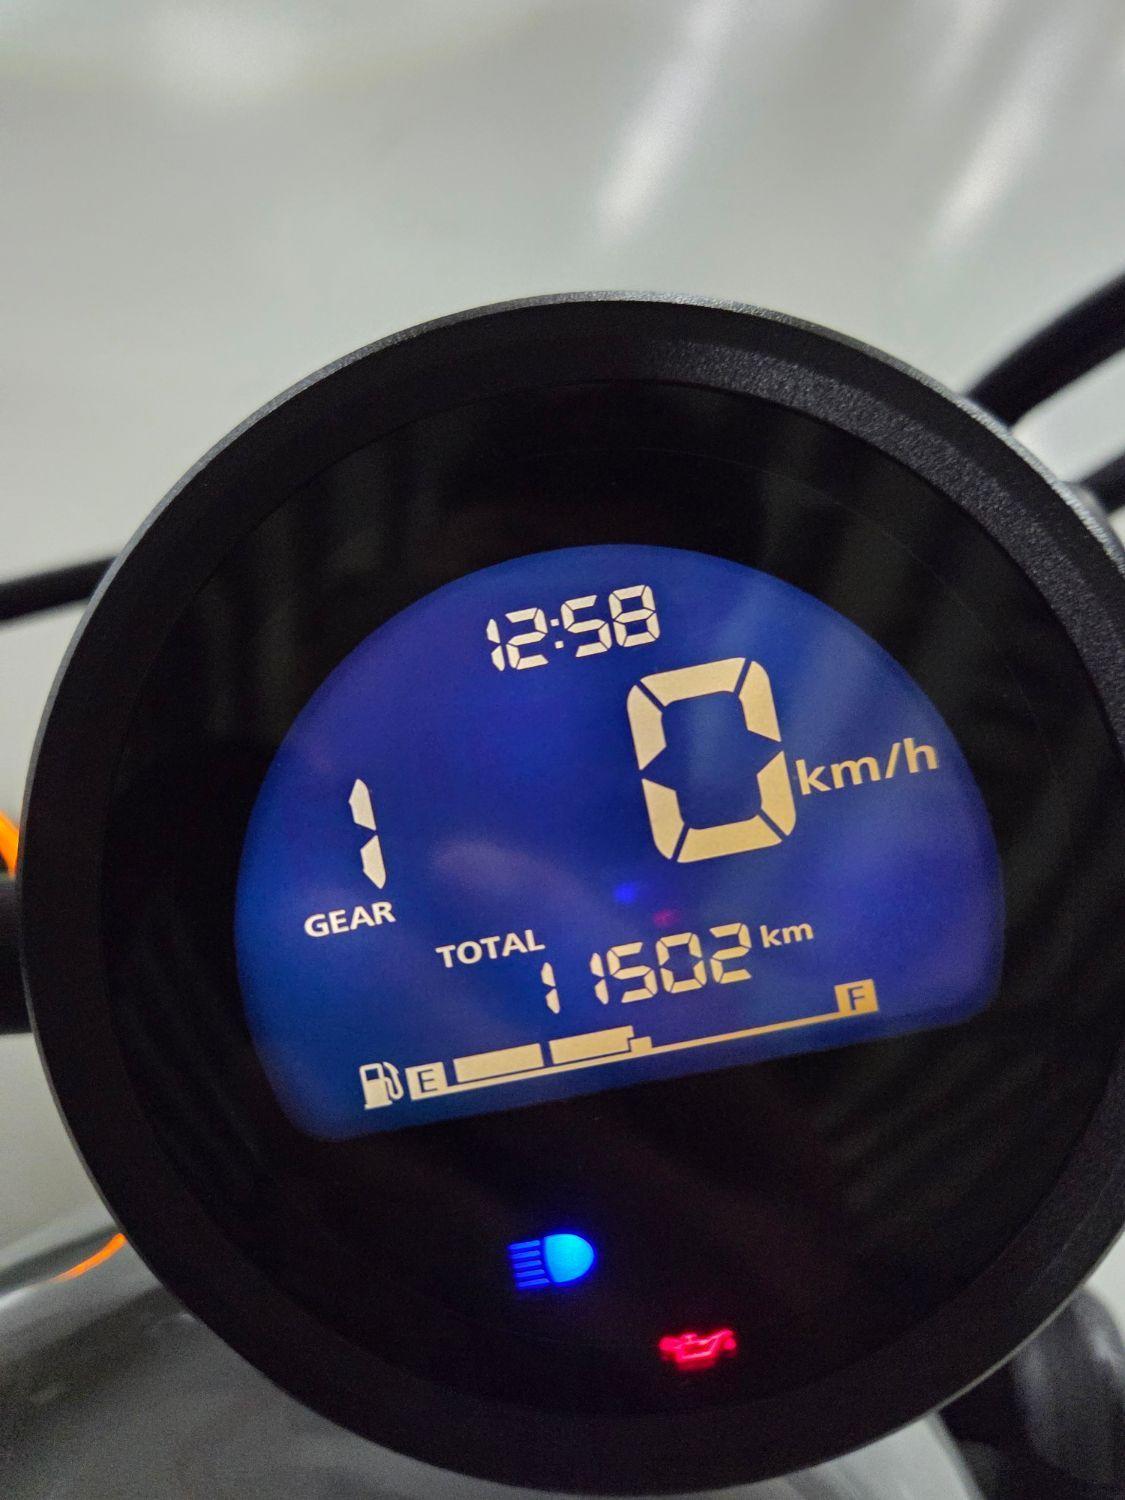 12:58
0 km/h
1
GEAR
TOTAL 11502 km
E F